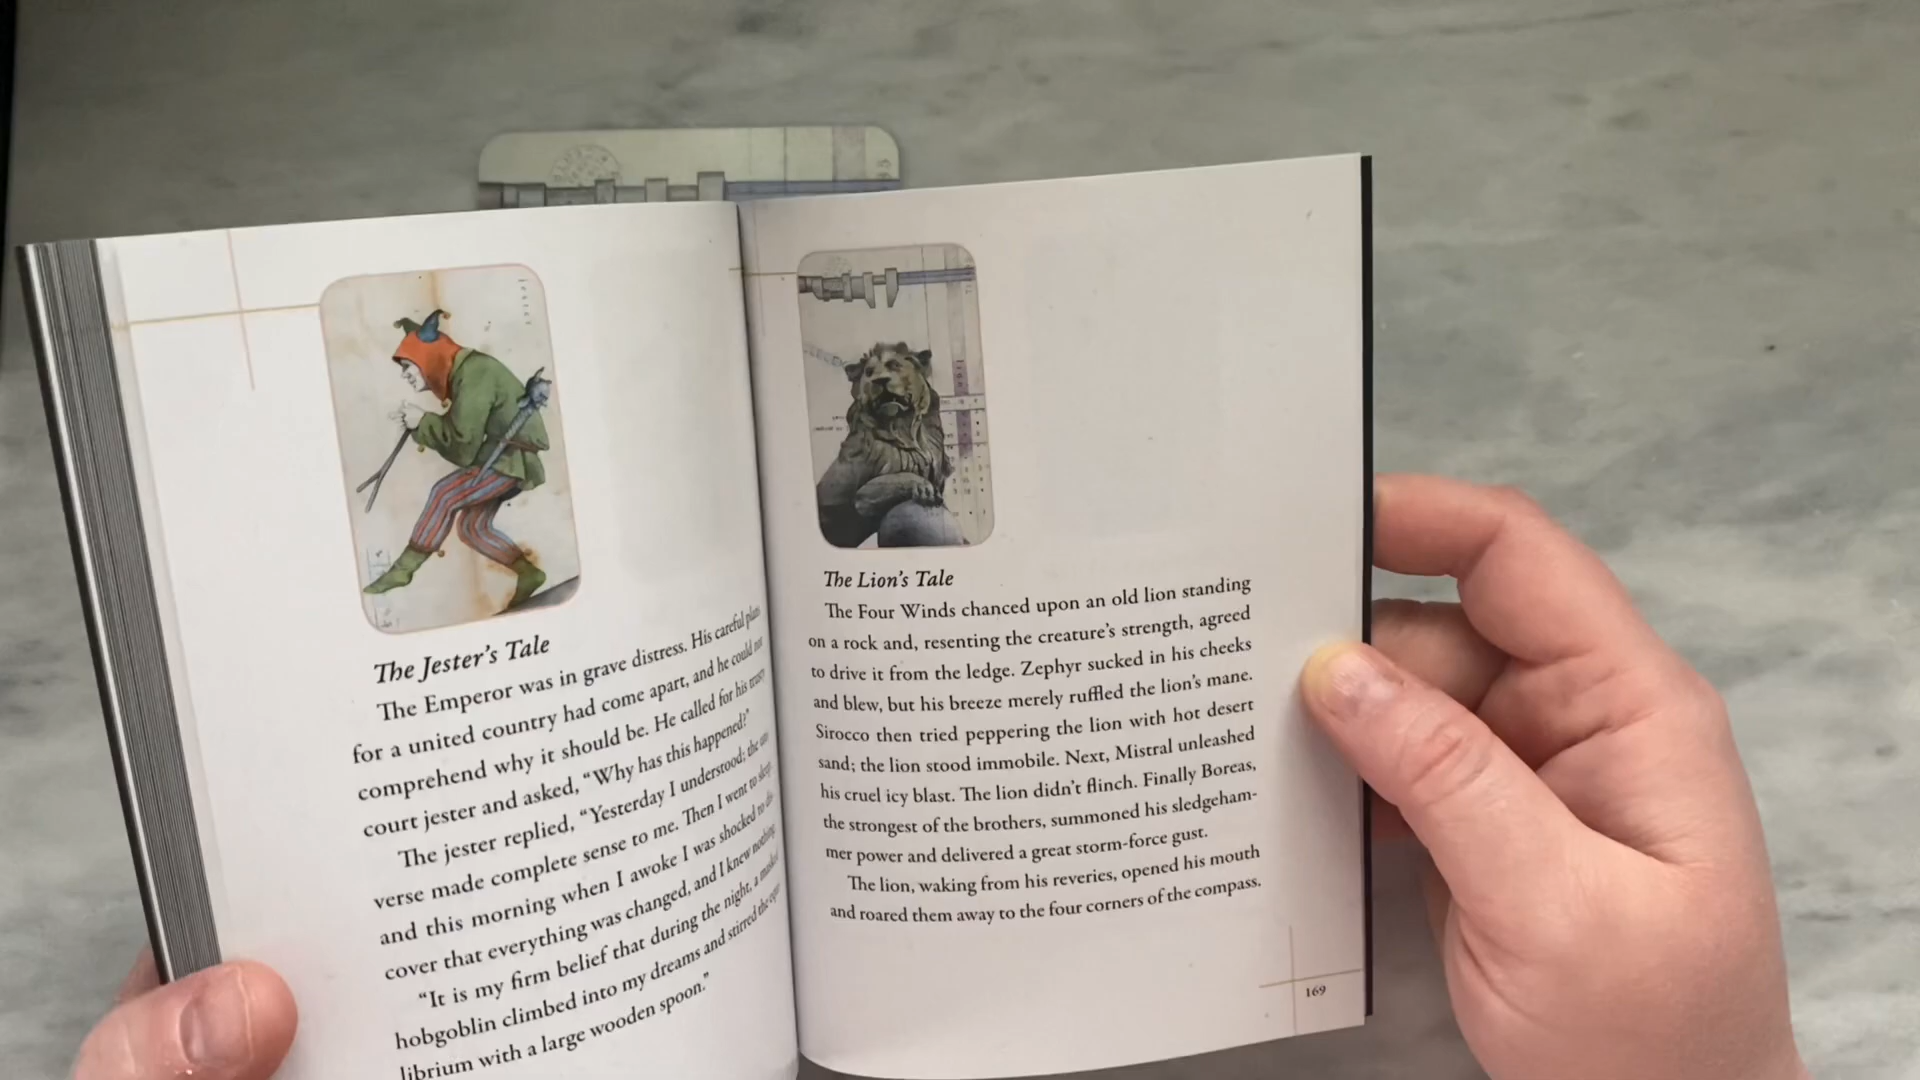 The Jester's Tale
The Emperor was in grave distress. His careful plans
for a united country had come apart, and he could not
comprehend why it should be. He called for his trusty
court jester and asked, “Why has this happened?”
The jester replied, “Yesterday I understood; the uni-
verse made complete sense to me. Then I went to sleep
and this morning when I awoke I was shocked to dis-
cover that everything was changed, and I knew nothing.
“It is my firm belief that during the night, a masked
hobgoblin climbed into my dreams and stirred the equi-
librium with a large wooden spoon.”
The Lion's Tale
The Four Winds chanced upon an old lion standing
on a rock and, resenting the creature's strength, agreed
to drive it from the ledge. Zephyr sucked in his cheeks
and blew, but his breeze merely ruffled the lion's mane.
Sirocco then tried peppering the lion with hot desert
sand; the lion stood immobile. Next, Mistral unleashed
his cruel icy blast. The lion didn't flinch. Finally Boreas,
the strongest of the brothers, summoned his sledgeham-
mer power and delivered a great storm-force gust.
The lion, waking from his reveries, opened his mouth
and roared them away to the four corners of the compass.
169